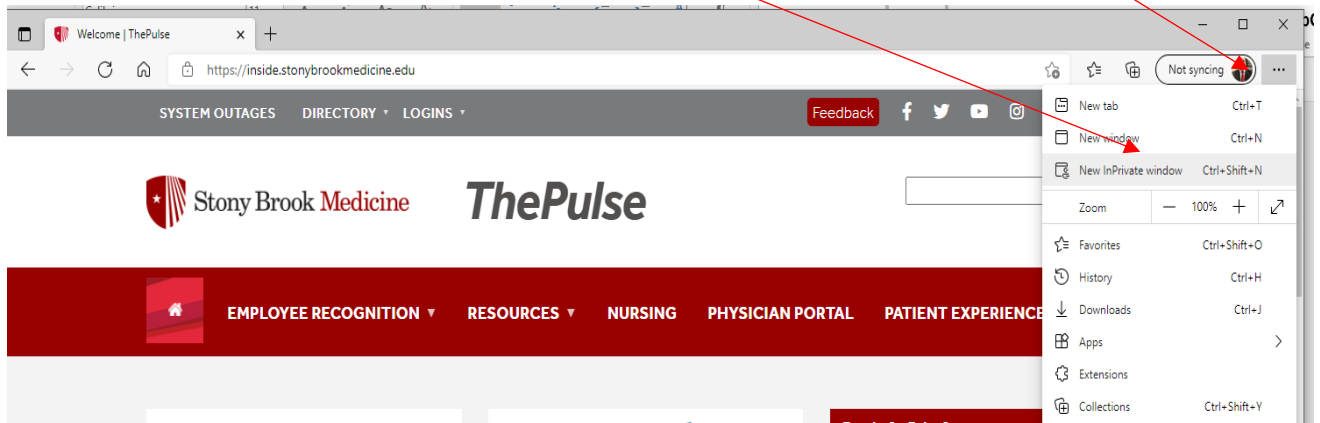 Welcome | ThePulse
https://inside.stonybrookmedicine.edu
Not syncing
SYSTEM OUTAGES DIRECTORY LOGINS
Feedback
New tab Ctrl+T
New window Ctrl+N
New InPrivate window Ctrl+Shift+N
Stony Brook Medicine ThePulse
Zoom 100%
Favorites Ctrl+Shift+O
History Ctrl+H
EMPLOYEE RECOGNITION RESOURCES NURSING PHYSICIAN PORTAL PATIENT EXPERIENCE
Downloads Ctrl+J
Apps
Extensions
Collections Ctrl+Shift+Y